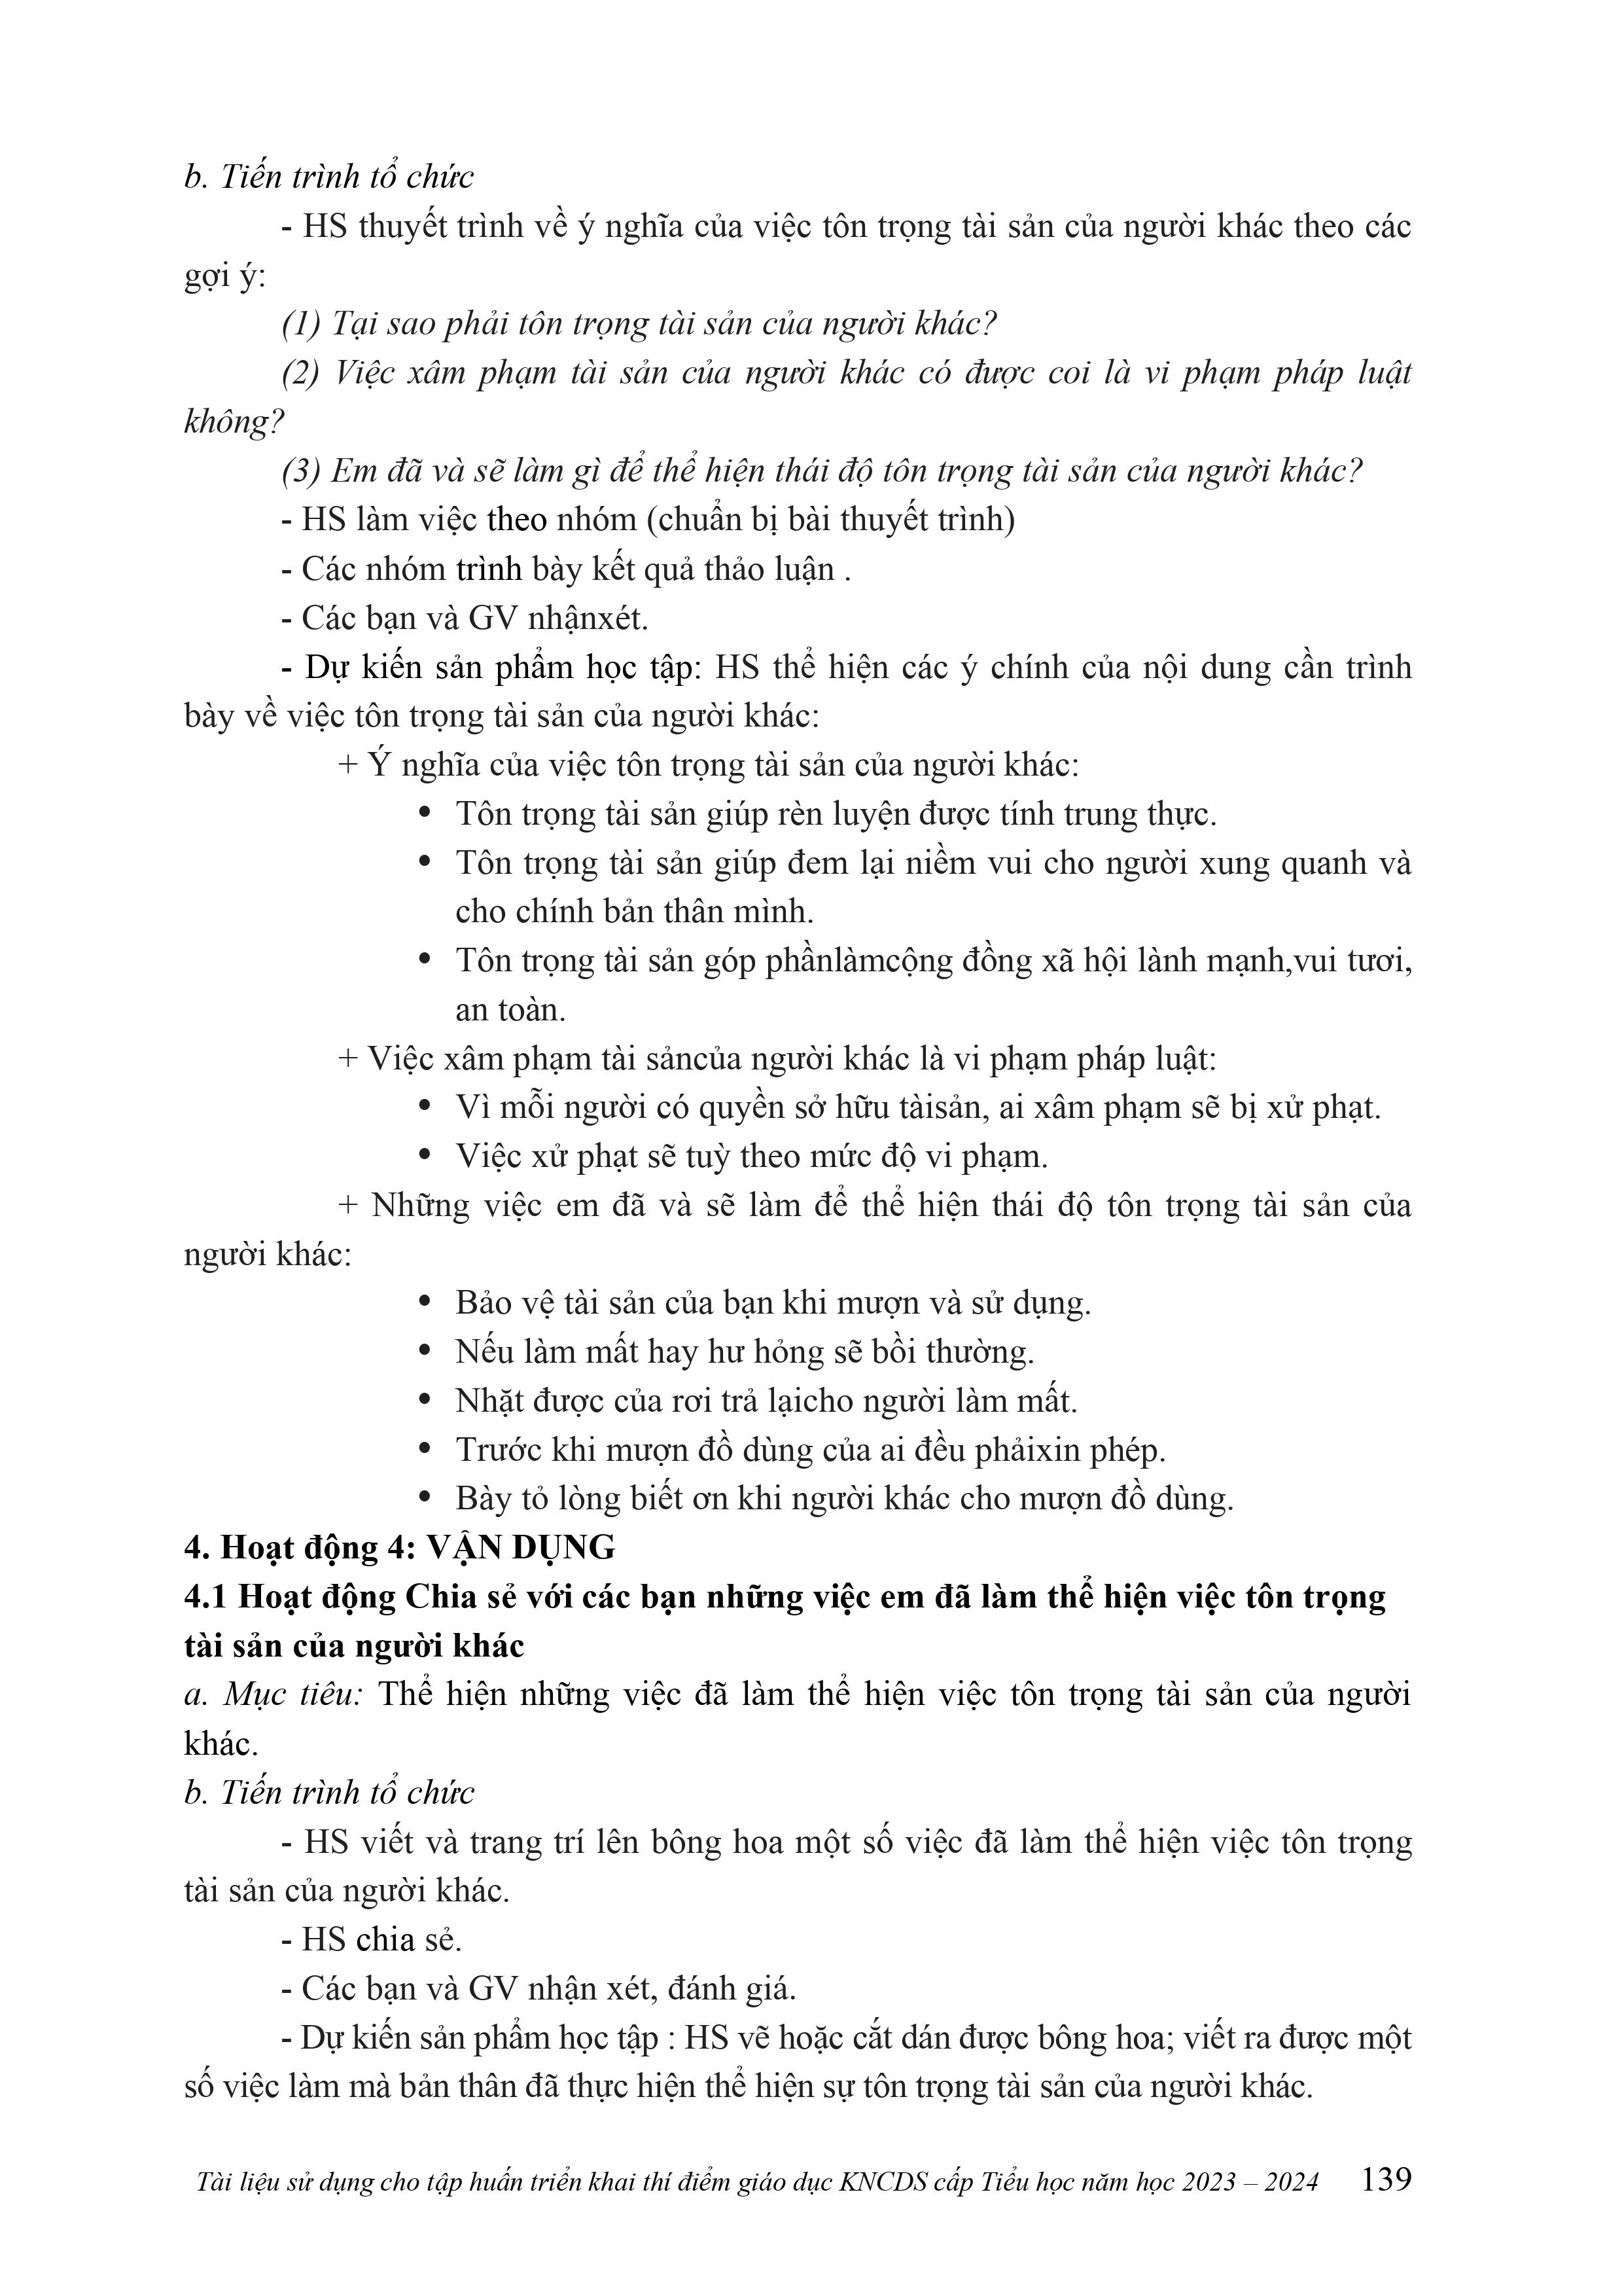 b. Tiến trình tổ chức
- HS thuyết trình về ý nghĩa của việc tôn trọng tài sản của người khác theo các
gợi ý:
(1) Tại sao phải tôn trọng tài sản của người khác?
(2) Việc xâm phạm tài sản của người khác có được coi là vi phạm pháp luật
không?
(3) Em đã và sẽ làm gì để thể hiện thái độ tôn trọng tài sản của người khác?
- HS làm việc theo nhóm (chuẩn bị bài thuyết trình)
- Các nhóm trình bày kết quả thảo luận .
- Các bạn và GV nhậnxét.
- Dự kiến sản phẩm học tập: HS thể hiện các ý chính của nội dung cần trình
bày về việc tôn trọng tài sản của người khác:
+ Ý nghĩa của việc tôn trọng tài sản của người khác:
• Tôn trọng tài sản giúp rèn luyện được tính trung thực.
• Tôn trọng tài sản giúp đem lại niềm vui cho người xung quanh và
cho chính bản thân mình.
• Tôn trọng tài sản góp phầnlàmcộng đồng xã hội lành mạnh,vui tươi,
an toàn.
+ Việc xâm phạm tài sảncủa người khác là vi phạm pháp luật:
• Vì mỗi người có quyền sở hữu tàisản, ai xâm phạm sẽ bị xử phạt.
• Việc xử phạt sẽ tuỳ theo mức độ vi phạm.
+ Những việc em đã và sẽ làm để thể hiện thái độ tôn trọng tài sản của
người khác:
• Bảo vệ tài sản của bạn khi mượn và sử dụng.
• Nếu làm mất hay hư hỏng sẽ bồi thường.
• Nhặt được của rơi trả lạicho người làm mất.
• Trước khi mượn đồ dùng của ai đều phảixin phép.
• Bày tỏ lòng biết ơn khi người khác cho mượn đồ dùng.
4. Hoạt động 4: VẬN DỤNG
4.1 Hoạt động Chia sẻ với các bạn những việc em đã làm thể hiện việc tôn trọng
tài sản của người khác
a. Mục tiêu: Thể hiện những việc đã làm thể hiện việc tôn trọng tài sản của người
khác.
b. Tiến trình tổ chức
- HS viết và trang trí lên bông hoa một số việc đã làm thể hiện việc tôn trọng
tài sản của người khác.
- HS chia sẻ.
- Các bạn và GV nhận xét, đánh giá.
- Dự kiến sản phẩm học tập : HS vẽ hoặc cắt dán được bông hoa; viết ra được một
số việc làm mà bản thân đã thực hiện thể hiện sự tôn trọng tài sản của người khác.
Tài liệu sử dụng cho tập huấn triển khai thí điểm giáo dục KNCDS cấp Tiểu học năm học 2023 – 2024 139